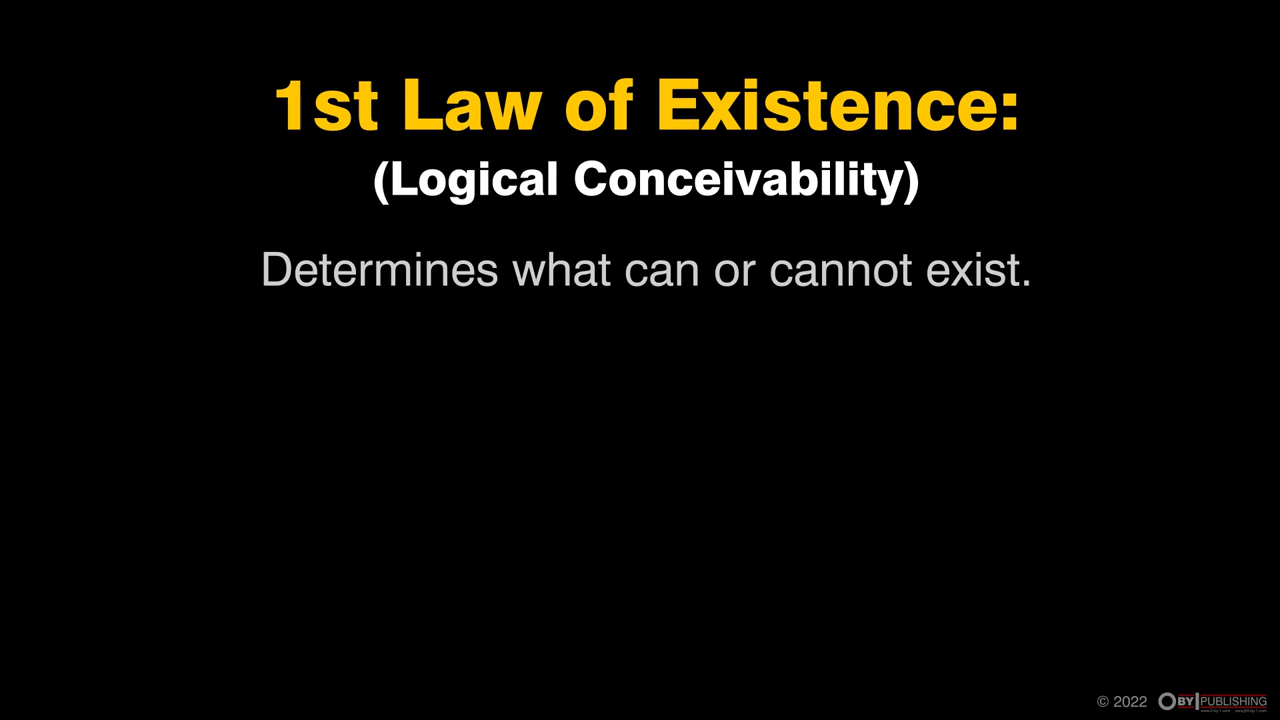 1st Law of Existence:
(Logical Conceivability)
Determines what can or cannot exist.
© 2022 BY PUBLISHING